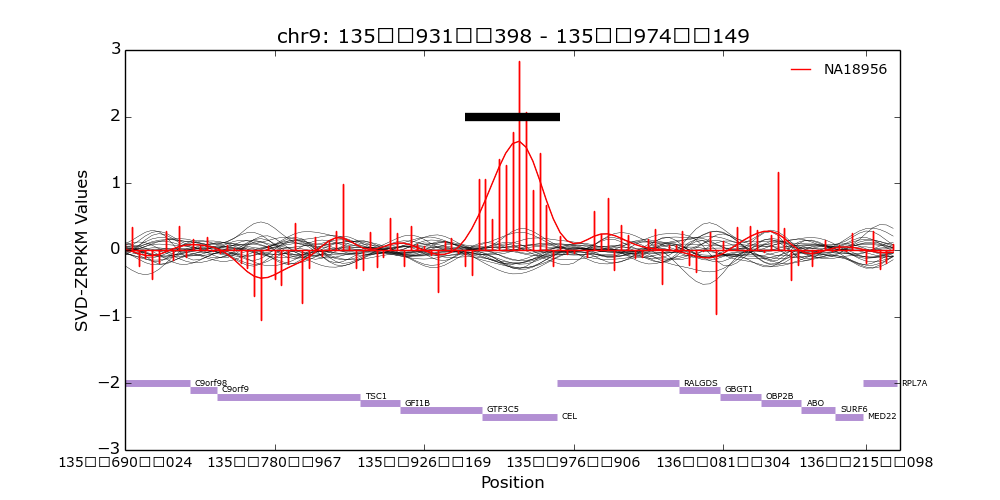 chr9: 135□□931□□398 - 135□□974□□149
NA18956
3
2
1
0
−1
−2
−3
SVD-ZRPKM Values
C9orf98
C9orf9
TSC1
GFI1B
GTF3C5
CEL
RALGDS
GBGT1
OBP2B
ABO
SURF6
MED22
RPL7A
135□□690□□024 135□□780□□967 135□□926□□169 135□□976□□906 136□□081□□304 136□□215□□098
Position